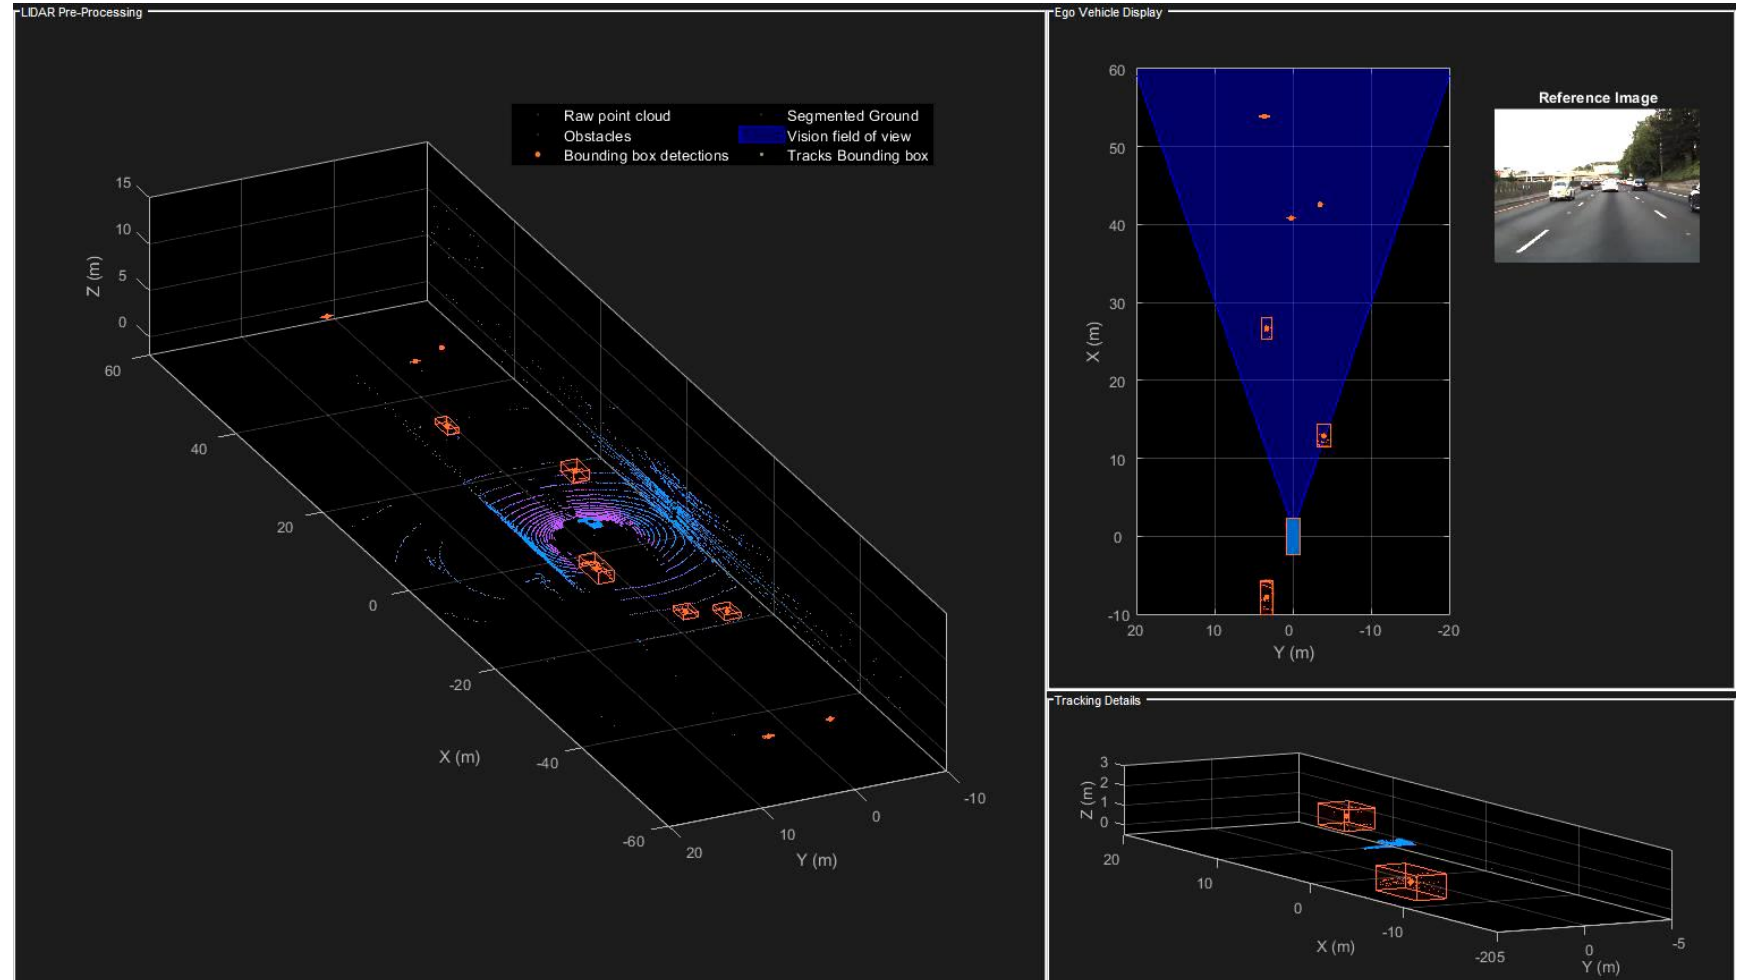 LIDAR Pre-Processing
Raw point cloud
Segmented Ground
Obstacles
Vision field of view
Bounding box detections
Tracks Bounding box
15
10
5
0
Z (m)
60
40
20
0
-20
-40
-60
X (m)
20
10
0
-10
Y (m)
Ego Vehicle Display
60
50
40
30
20
10
0
-10
X (m)
20
10
0
-10
-20
Y (m)
Reference Image
Tracking Details
3
2
1
0
Z (m)
20
10
0
-10
-205
X (m)
0
-5
Y (m)